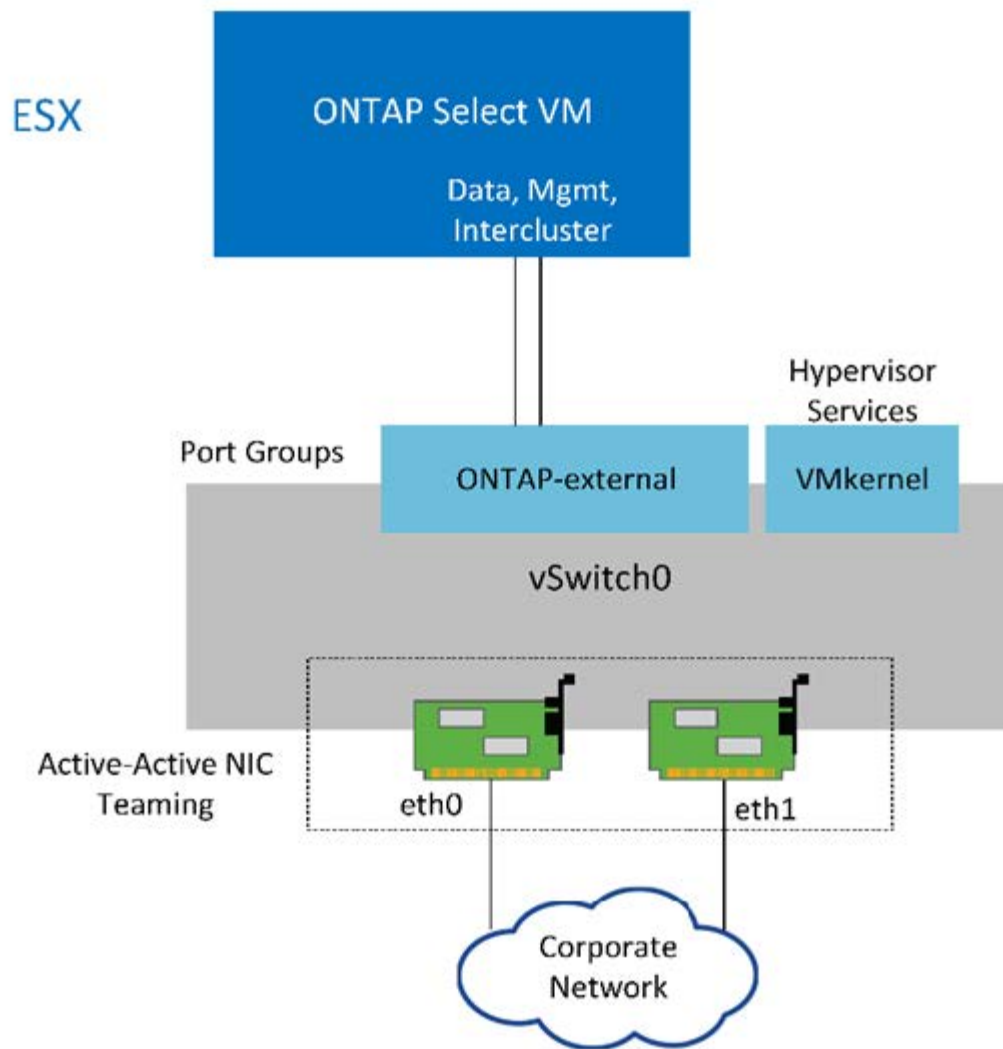 ESX
ONTAP Select VM
Data, Mgmt,
Intercluster
Hypervisor
Services
Port Groups
ONTAP-external
VMkernel
vSwitch0
Active-Active NIC
Teaming
eth0
eth1
Corporate
Network